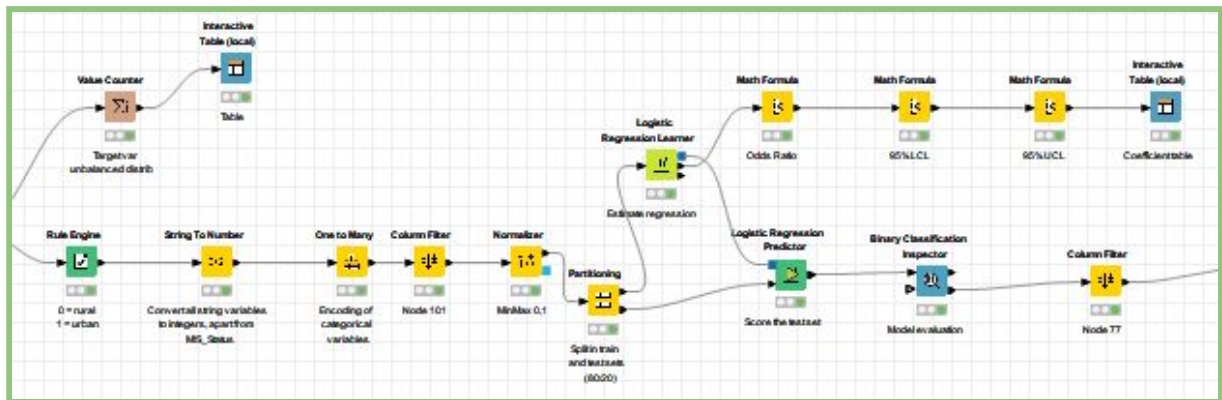 Interactive
Table (local)
Table
Value Counter
Target var
unbalanced distrib
Rule Engine
0 = rural
1 = urban
String To Number
Convert all string variables
to integers, apart from
MIS_Status
One to Many
Encoding of
categorical
variables
Column Filter
Node 101
Normalizer
MinMax 0,1
Partitioning
Split in train
and test sets
(80/20)
Logistic
Regression Learner
Estimate regression
Math Formula
Odds Ratio
Math Formula
95% LCL
Math Formula
95% UCL
Interactive
Table (local)
Coefficient table
Logistic Regression
Predictor
Score the test set
Binary Classification
Inspector
Model evaluation
Column Filter
Node 77